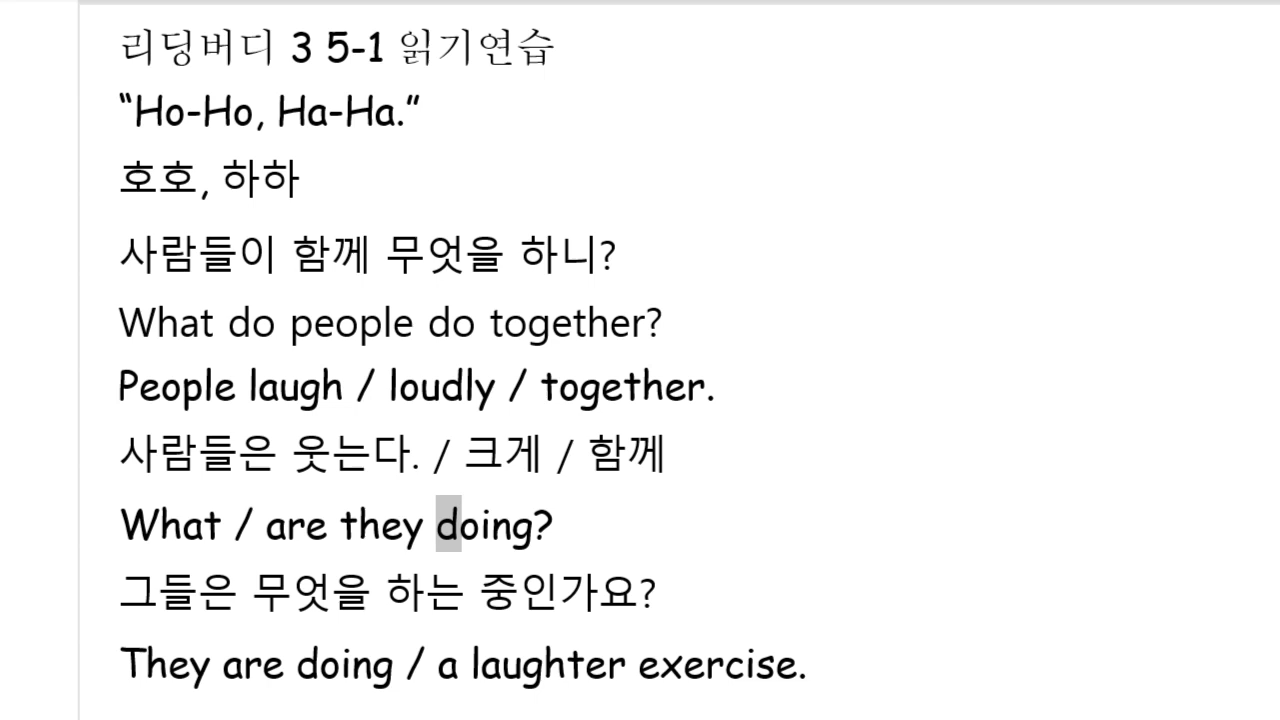 리딩버디 3 5-1 읽기연습
“Ho-Ho, Ha-Ha.”
호호, 하하
사람들이 함께 무엇을 하니?
What do people do together?
People laugh / loudly / together.
사람들은 웃는다. / 크게 / 함께
What / are they doing?
그들은 무엇을 하는 중인가요?
They are doing / a laughter exercise.